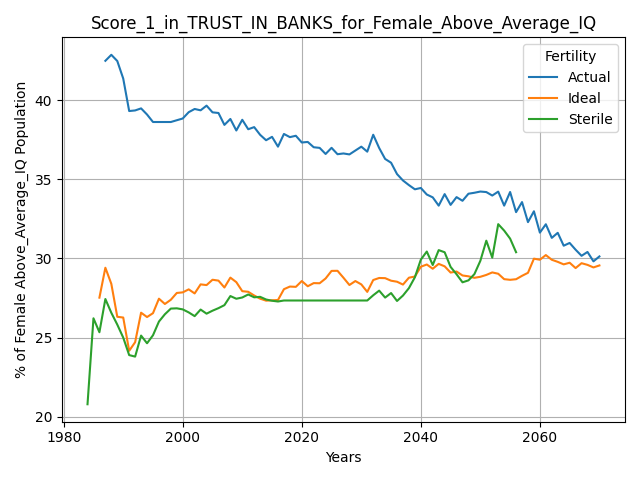 Score_1_in_TRUST_IN_BANKS_for_Female_Above_Average_IQ
% of Female Above_Average_IQ Population
40
35
30
25
20
Fertility
Actual
Ideal
Sterile
1980 2000 2020 2040 2060
Years